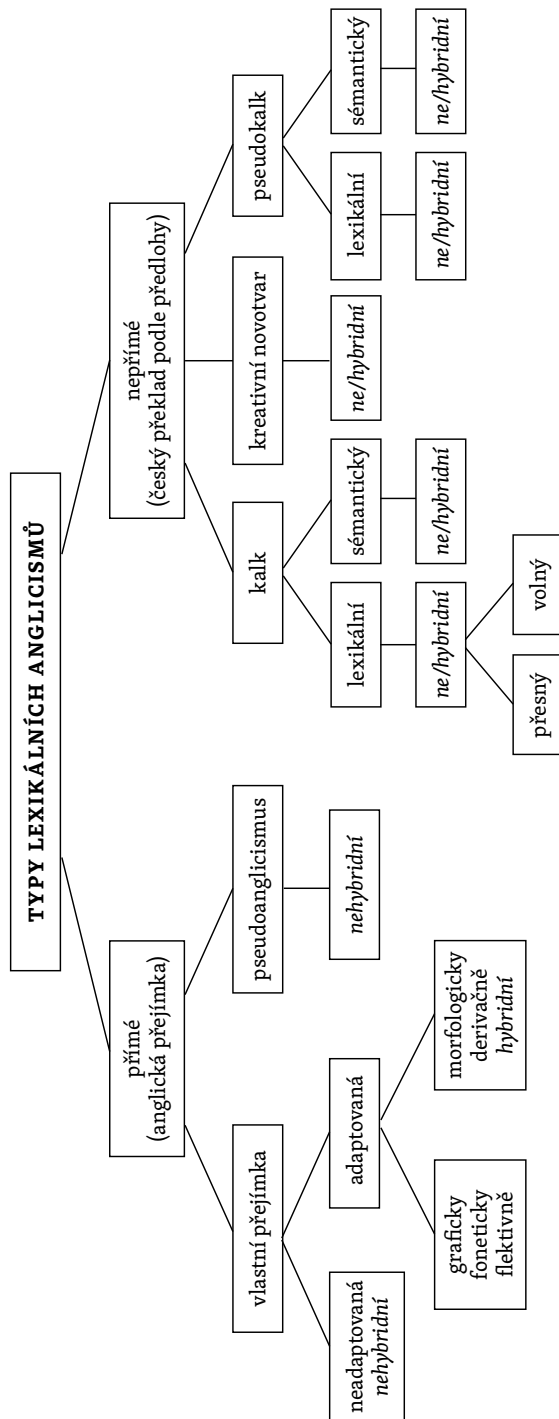 TYPY LEXIKÁLNÍCH ANGLICISMŮ
přímé
(anglická přejímka)
nepřímé
(český překlad podle předlohy)
vlastní přejímka
pseudoanglicismus
kalk
kreativní novotvar
pseudokalk
neadaptovaná
nehybridní
adaptovaná
nehybridní
lexikální
sémantický
ne/hybridní
lexikální
sémantický
graficky
foneticky
flektivně
morfologicky
derivačně
hybridní
ne/hybridní
ne/hybridní
ne/hybridní
ne/hybridní
přesný
volný